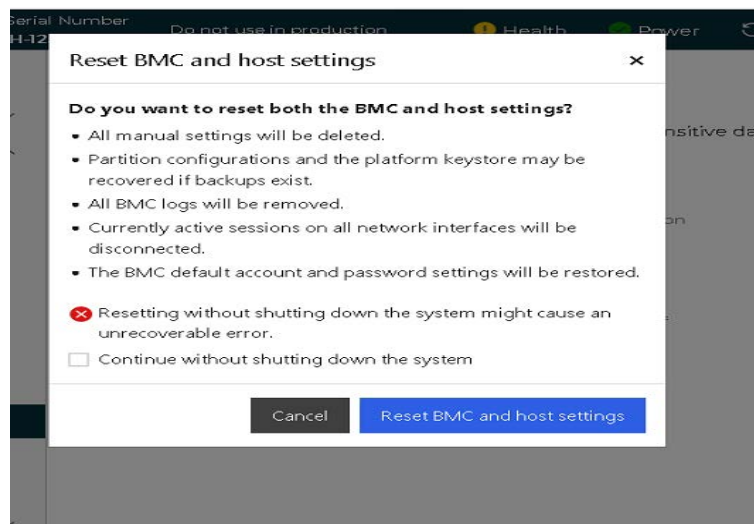 Serial Number
H-12
Do not use in production
Health
Power
Reset BMC and host settings
Do you want to reset both the BMC and host settings?
All manual settings will be deleted.
Partition configurations and the platform keystore may be
recovered if backups exist.
All BMC logs will be removed.
Currently active sessions on all network interfaces will be
disconnected.
The BMC default account and password settings will be restored.
Resetting without shutting down the system might cause an
unrecoverable error.
Continue without shutting down the system
Cancel
Reset BMC and host settings